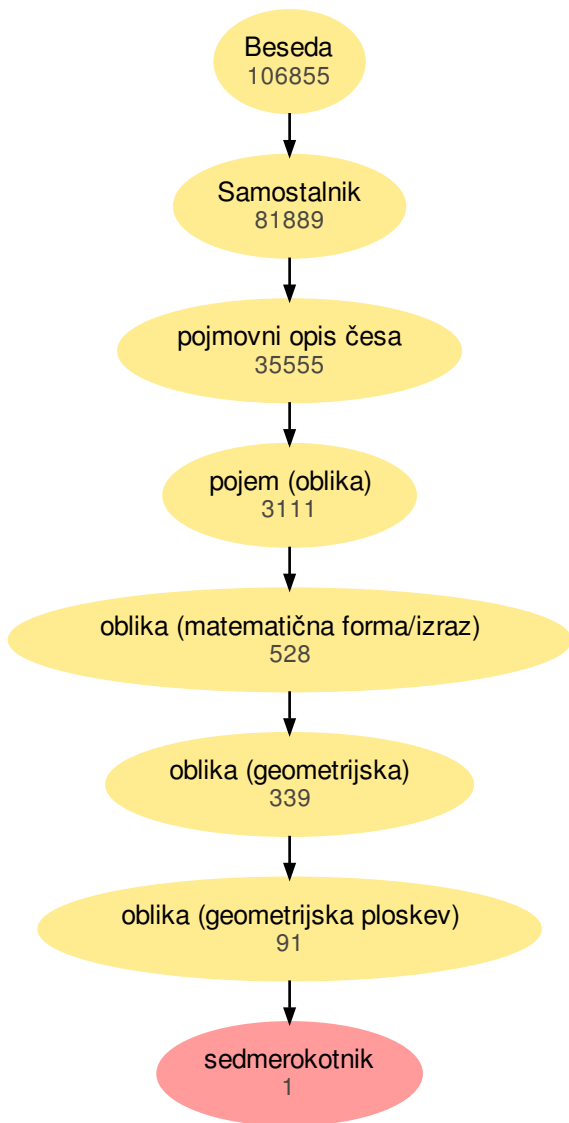 Beseda
106855
Samostalnik
81889
pojmovni opis česa
35555
pojem (oblika)
3111
oblika (matematična forma/izraz)
528
oblika (geometrijska)
339
oblika (geometrijska ploskev)
91
sedmerokotnik
1